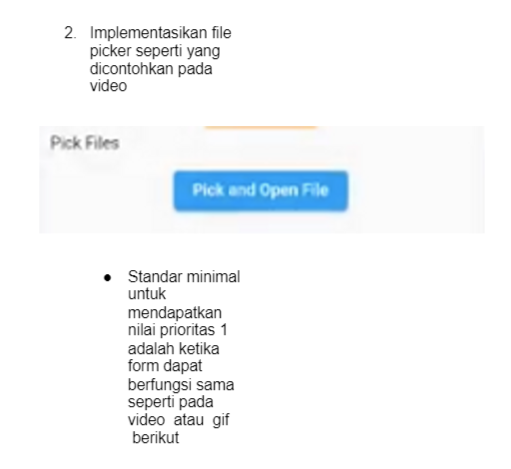 2. Implementasikan file
picker seperti yang
dicontohkan pada
video
Pick Files
Pick and Open File
● Standar minimal
untuk
mendapatkan
nilai prioritas 1
adalah ketika
form dapat
berfungsi sama
seperti pada
video atau gif
berikut